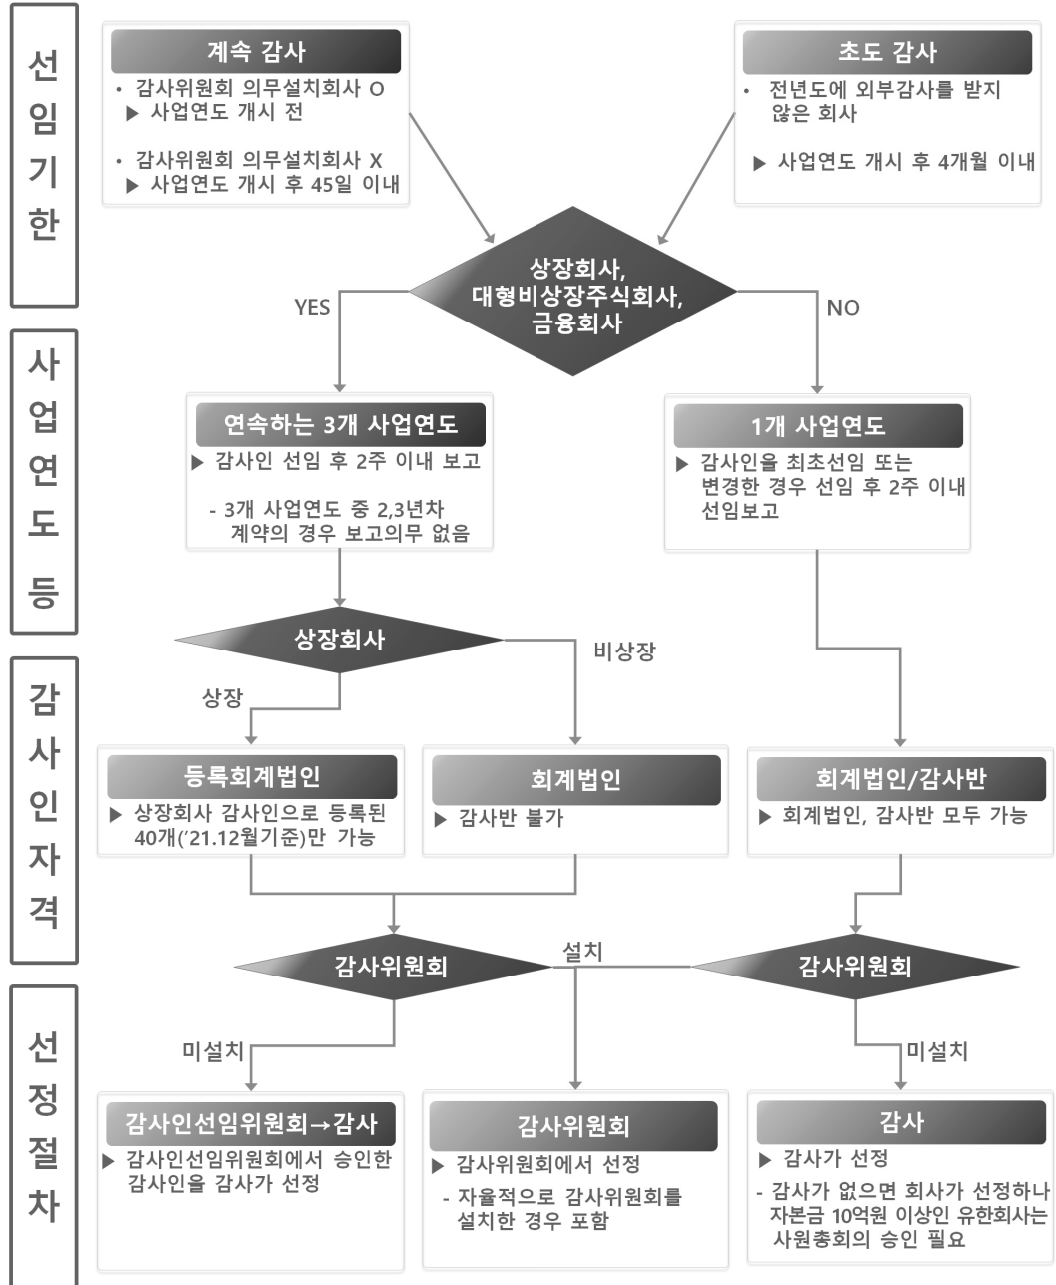 선임기한
계속 감사
• 감사위원회 의무설치회사 O
▶ 사업연도 개시 전
• 감사위원회 의무설치회사 X
▶ 사업연도 개시 후 45일 이내
초도 감사
• 전년도에 외부감사를 받지
않은 회사
▶ 사업연도 개시 후 4개월 이내
상장회사,
대형비상장주식회사,
금융회사
YES
NO
사업연도 등
연속하는 3개 사업연도
▶ 감사인 선임 후 2주 이내 보고
- 3개 사업연도 중 2,3년차
계약의 경우 보고의무 없음
1개 사업연도
▶ 감사인을 최초선임 또는
변경한 경우 선임 후 2주 이내
선임보고
상장회사
비상장
상장
감사인자격
등록회계법인
▶ 상장회사 감사인으로 등록된
40개('21.12월기준)만 가능
회계법인
▶ 감사반 불가
회계법인/감사반
▶ 회계법인, 감사반 모두 가능
감사위원회
설치
감사위원회
미설치
미설치
선정절차
감사인선임위원회→감사
▶ 감사인선임위원회에서 승인한
감사인을 감사가 선정
감사위원회
▶ 감사위원회에서 선정
- 자율적으로 감사위원회를
설치한 경우 포함
감사
▶ 감사가 선정
- 감사가 없으면 회사가 선정하나
자본금 10억원 이상인 유한회사는
사원총회의 승인 필요